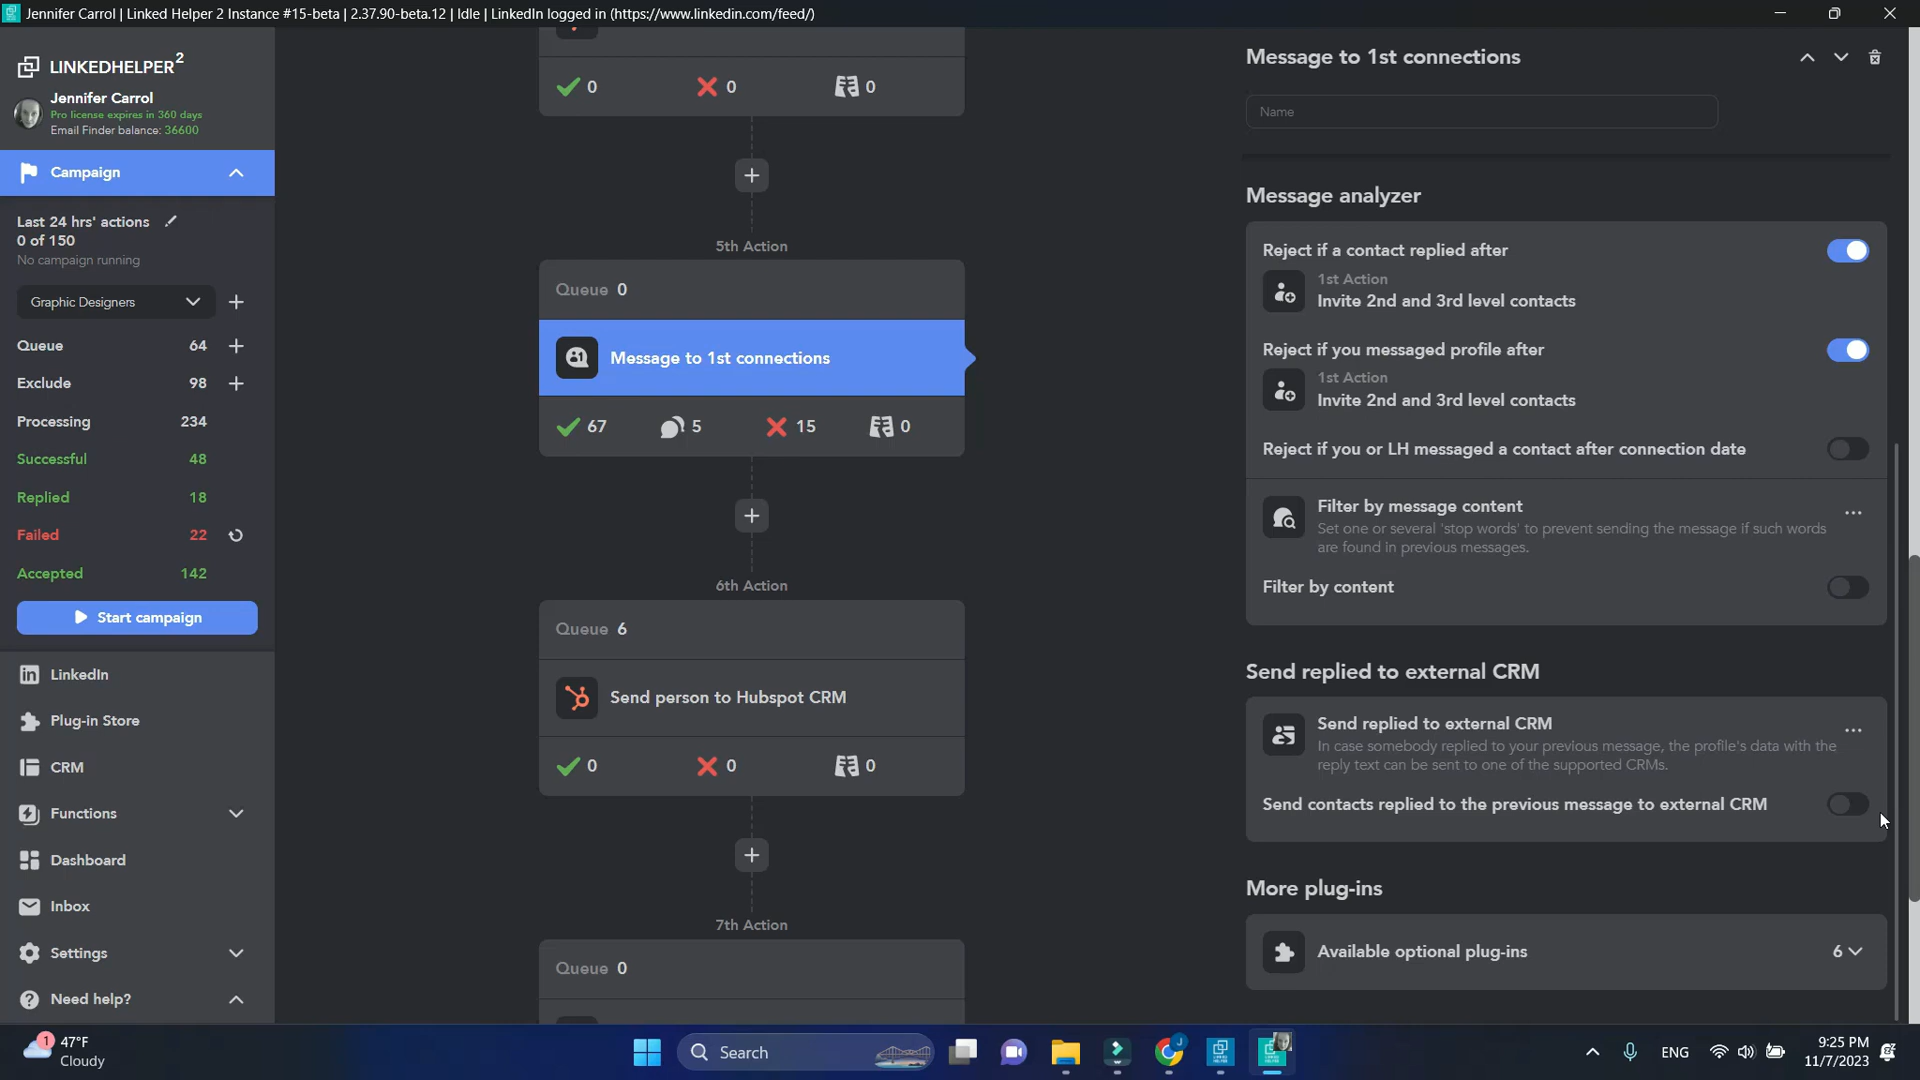 Jennifer Carrol | Linked Helper 2 Instance #15-beta | 2.37.90-beta.12 | Idle | LinkedIn logged in (https://www.linkedin.com/feed/)
LINKEDHELPER2
Jennifer Carrol
Pro license expires in 360 days
Email Finder balance: 36600
Campaign
Last 24 hrs' actions
0 of 150
No campaign running
Graphic Designers
Queue 64
Exclude 98
Processing 234
Successful 48
Replied 18
Failed 22
Accepted 142
Start campaign
LinkedIn
Plug-in Store
CRM
Functions
Dashboard
Inbox
Settings
Need help?
0 0 0
5th Action
Queue 0
Message to 1st connections
67 5 15 0
6th Action
Queue 6
Send person to Hubspot CRM
0 0 0
7th Action
Queue 0
Message to 1st connections
Name
Message analyzer
Reject if a contact replied after
1st Action
Invite 2nd and 3rd level contacts
Reject if you messaged profile after
1st Action
Invite 2nd and 3rd level contacts
Reject if you or LH messaged a contact after connection date
Filter by message content
Set one or several 'stop words' to prevent sending the message if such words
are found in previous messages.
Filter by content
Send replied to external CRM
Send replied to external CRM
In case somebody replied to your previous message, the profile's data with the
reply text can be sent to one of the supported CRMs.
Send contacts replied to the previous message to external CRM
More plug-ins
Available optional plug-ins 6
1
47°F
Cloudy
Search
J
ENG
9:25 PM
11/7/2023